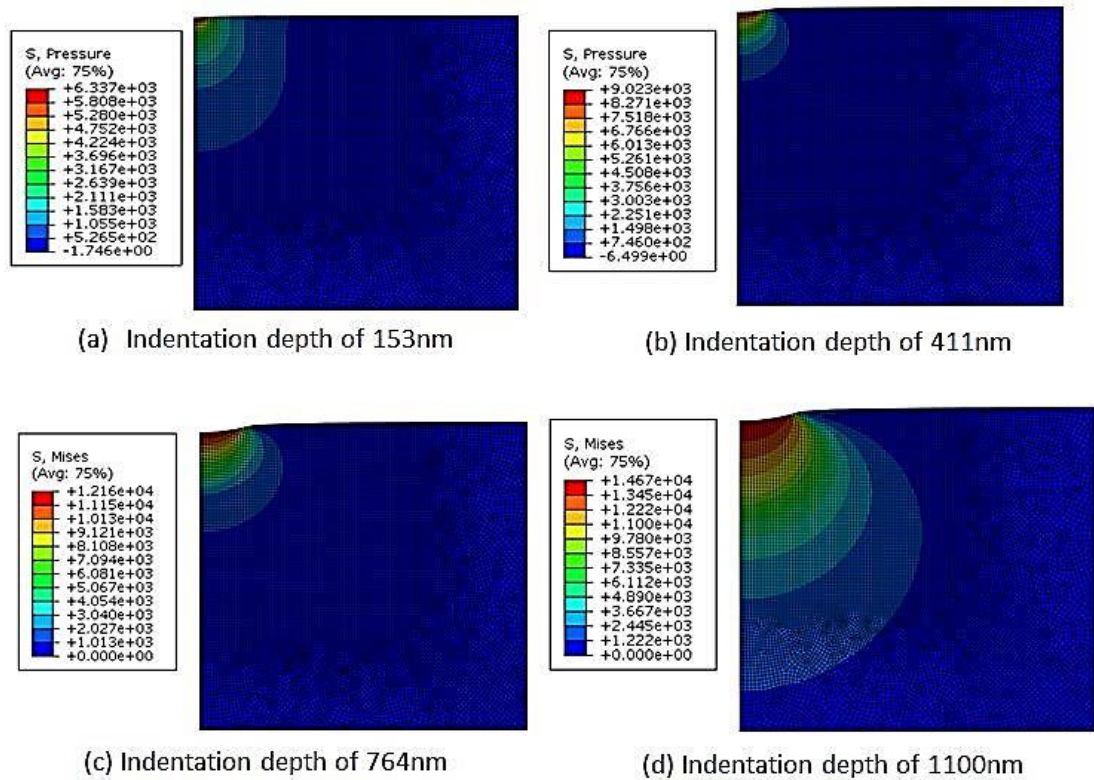 S, Pressure
(Avg: 75%)
+6.337e+03
+5.808e+03
+5.280e+03
+4.752e+03
+4.224e+03
+3.696e+03
+3.167e+03
+2.639e+03
+2.111e+03
+1.583e+03
+1.055e+03
+5.265e+02
-1.746e+00
(a) Indentation depth of 153nm
S, Pressure
(Avg: 75%)
+9.023e+03
+8.271e+03
+7.518e+03
+6.766e+03
+6.013e+03
+5.261e+03
+4.508e+03
+3.756e+03
+3.003e+03
+2.251e+03
+1.498e+03
+7.460e+02
-6.499e+00
(b) Indentation depth of 411nm
S, Mises
(Avg: 75%)
+1.216e+04
+1.115e+04
+1.013e+04
+9.121e+03
+8.108e+03
+7.094e+03
+6.081e+03
+5.067e+03
+4.054e+03
+3.040e+03
+2.027e+03
+1.013e+03
+0.000e+00
(c) Indentation depth of 764nm
S, Mises
(Avg: 75%)
+1.467e+04
+1.345e+04
+1.222e+04
+1.100e+04
+9.780e+03
+8.557e+03
+7.335e+03
+6.112e+03
+4.890e+03
+3.667e+03
+2.445e+03
+1.222e+03
+0.000e+00
(d) Indentation depth of 1100nm